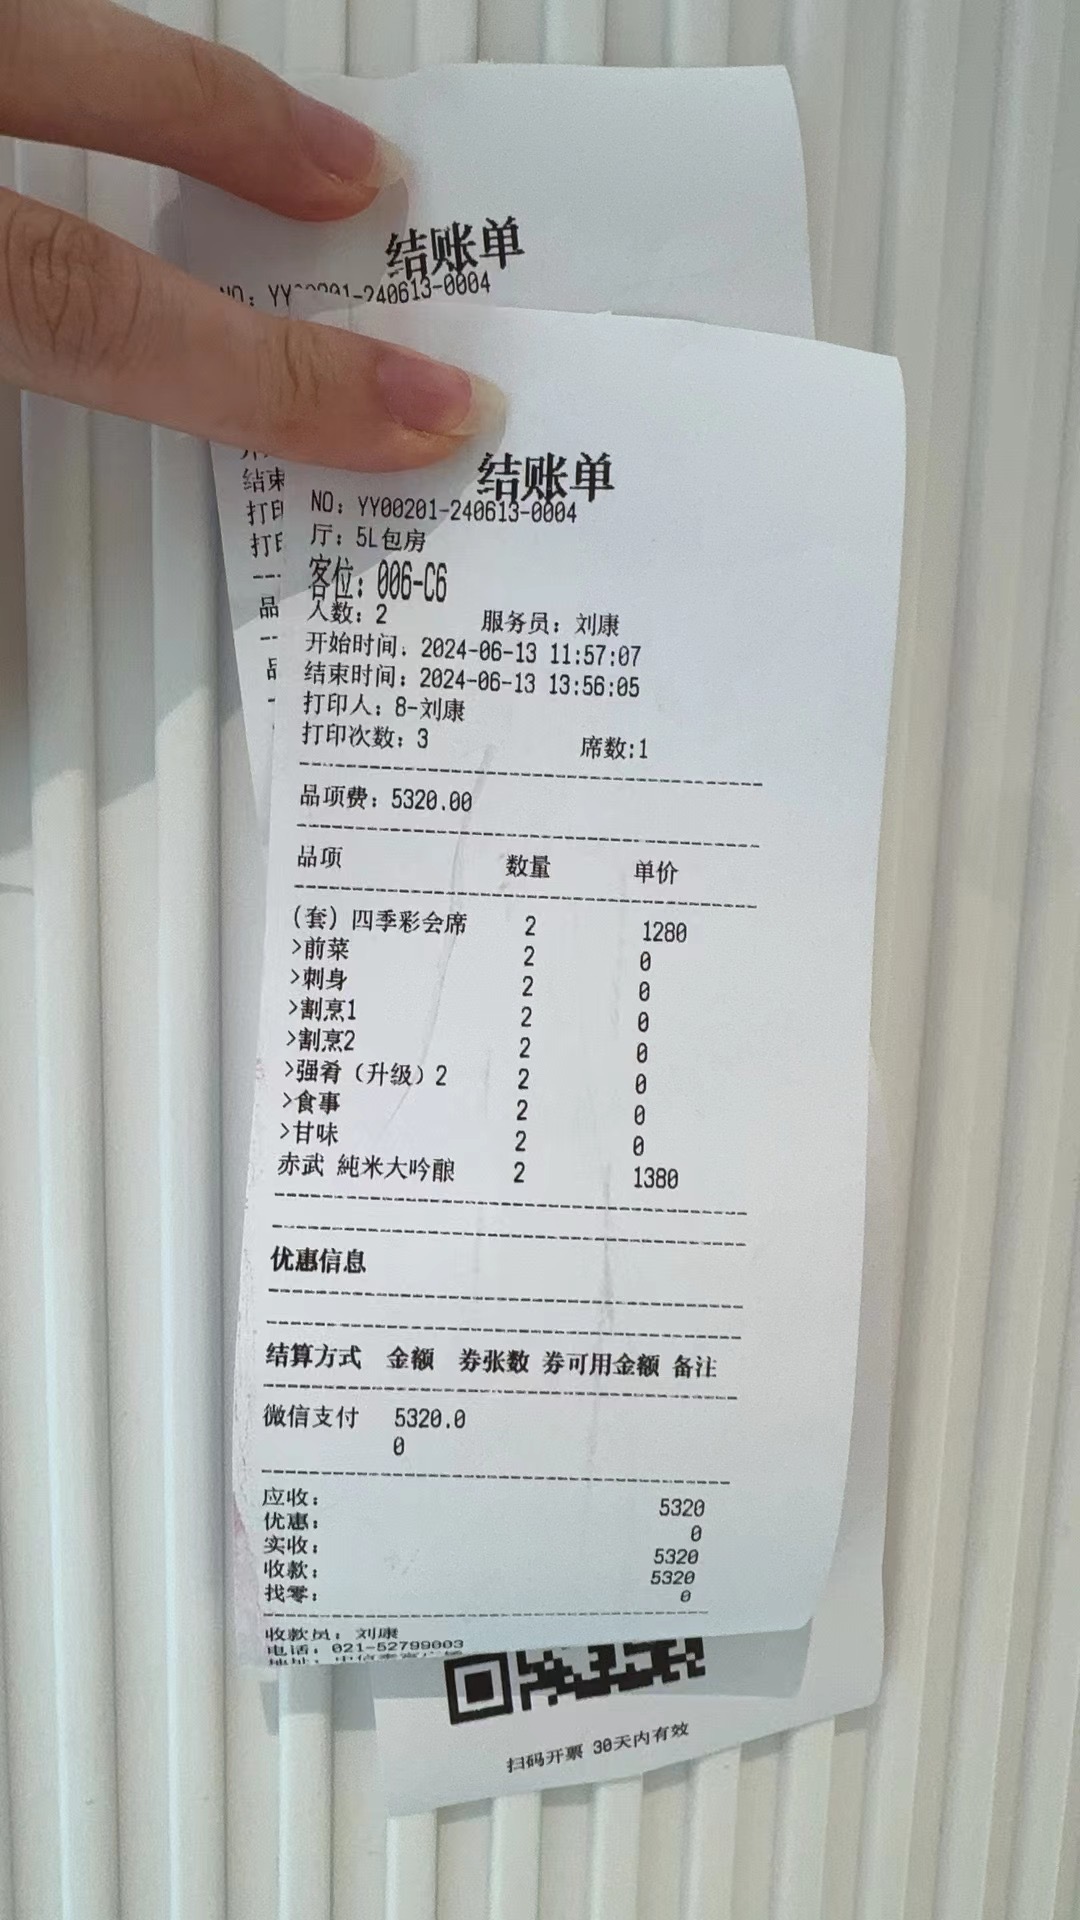 结账单
NO: YY00201-240613-0004
结账单
NO: YY00201-240613-0004
厅: 5L包房
客位: 006-C6
人数: 2 服务员: 刘康
开始时间: 2024-06-13 11:57:07
结束时间: 2024-06-13 13:56:05
打印人: 8-刘康
打印次数: 3 席数:1
品项费: 5320.00
品项 数量 单价
(套) 四季彩会席 2 1280
>前菜 2 0
>刺身 2 0
>割烹1 2 0
>割烹2 2 0
>强肴（升级）2 2 0
>食事 2 0
>甘味 2 0
赤武 純米大吟酿 2 1380
优惠信息
结算方式 金额 券张数 券可用金额 备注
微信支付 5320.0
0
应收: 5320
优惠: 0
实收: 5320
收款: 5320
找零: 0
收款员: 刘康
电话: 021-52799003
扫码开票 30天内有效